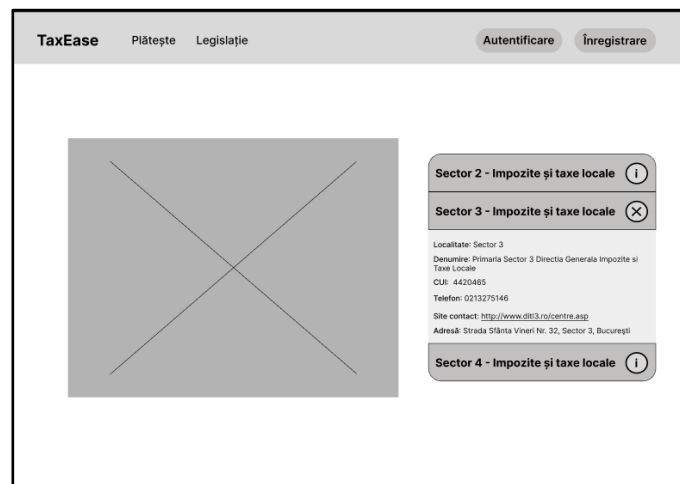 TaxEase
Plătește
Legislație
Autentificare
Înregistrare
Sector 2 - Impozite și taxe locale
Sector 3 - Impozite și taxe locale
Localitate: Sector 3
Denumire: Primaria Sector 3 Directia Generala Impozite si
Taxe Locale
CUI: 4420465
Telefon: 0213275146
Site contact: http://www.ditl3.ro/centre.asp
Adresă: Strada Sfânta Vineri Nr. 32, Sector 3, București
Sector 4 - Impozite și taxe locale